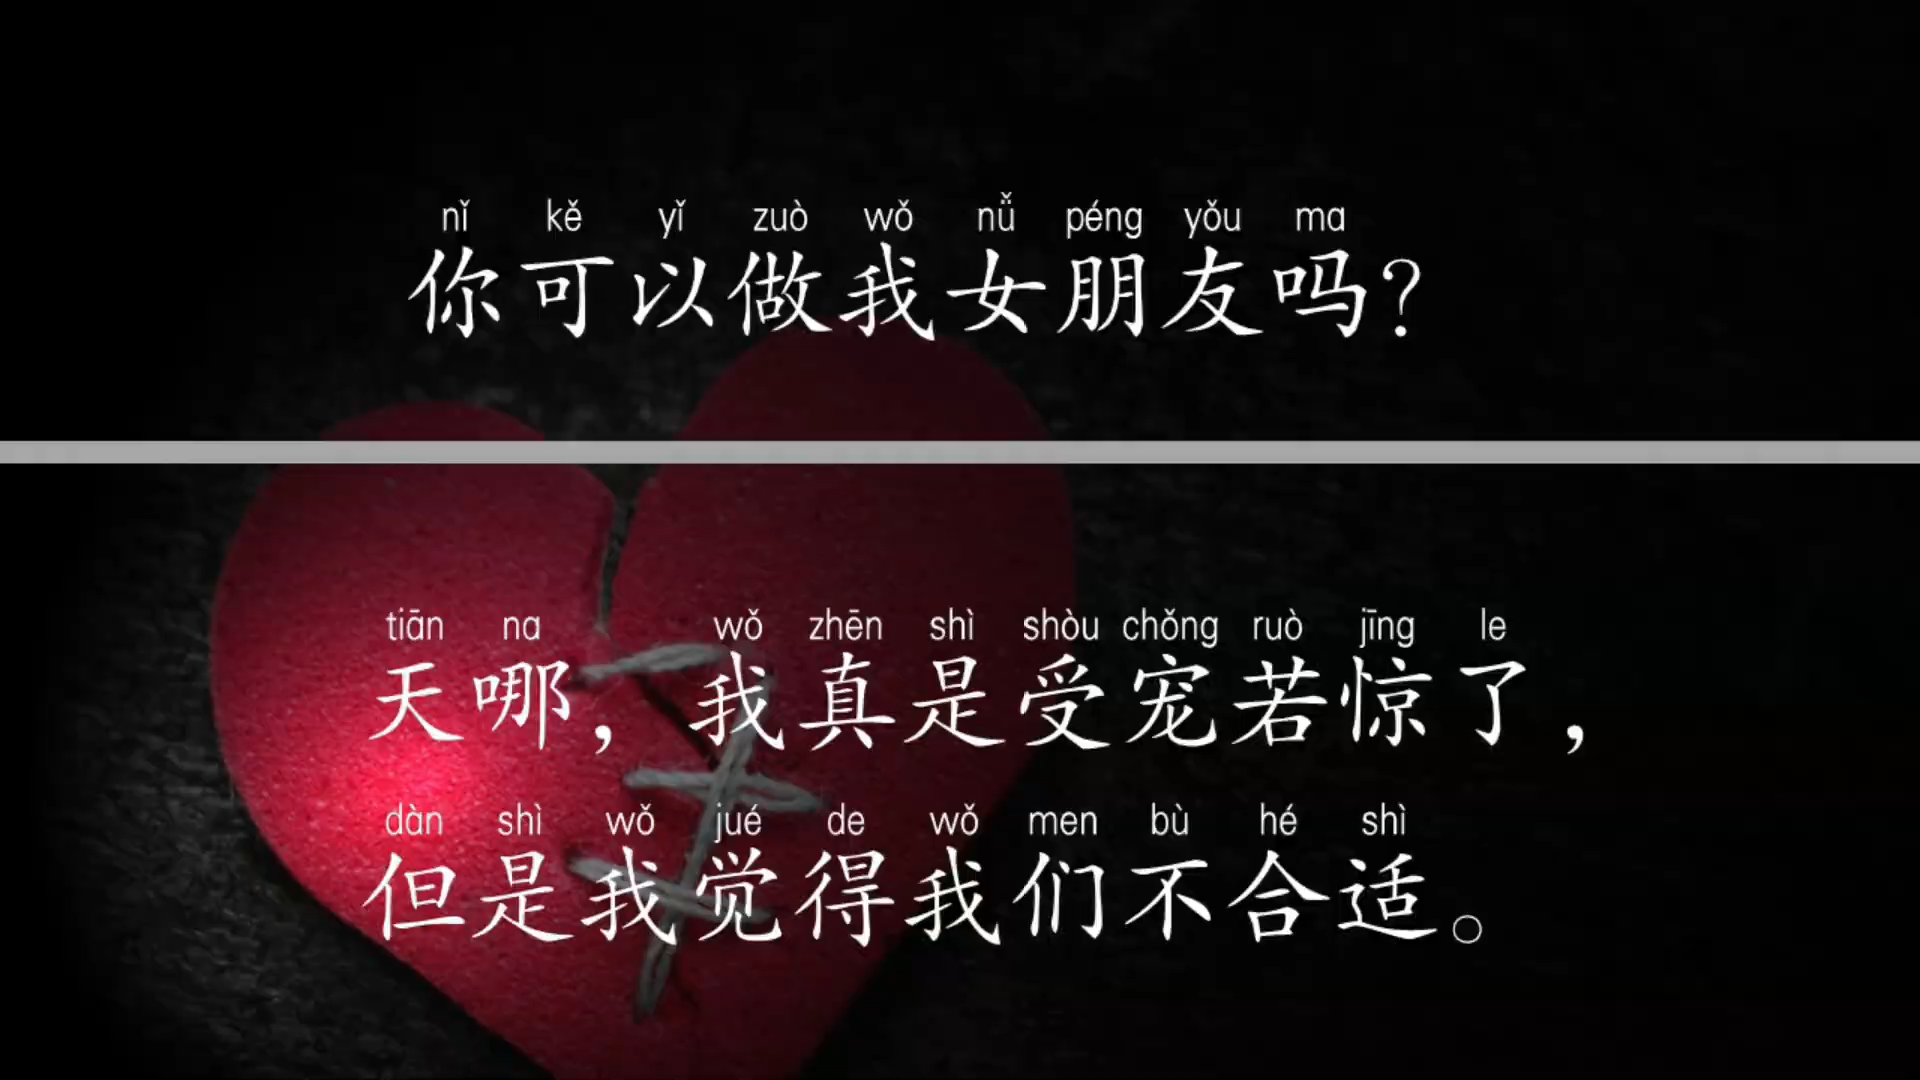 nǐ kě yǐ zuò wǒ nǚ péng yǒu ma
你可以做我女朋友吗？
tiān na wǒ zhēn shì shòu chǒng ruò jīng le
天哪，我真是受宠若惊了，
dàn shì wǒ jué de wǒ men bù hé shì
但是我觉得我们不合适。